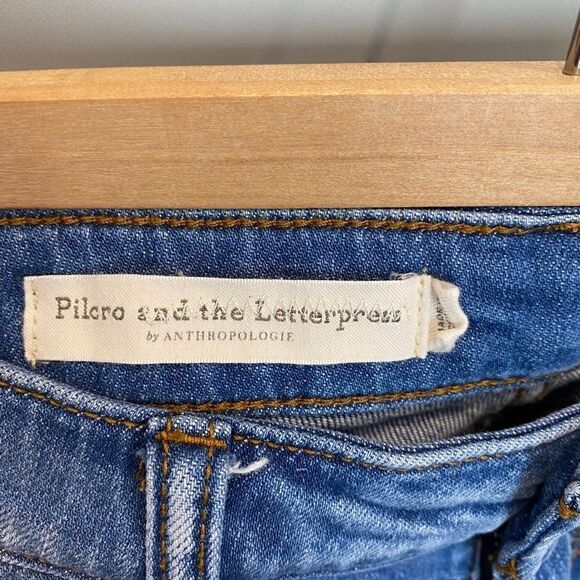 Pilcro and the Letterpress
by ANTHROPOLOGIE